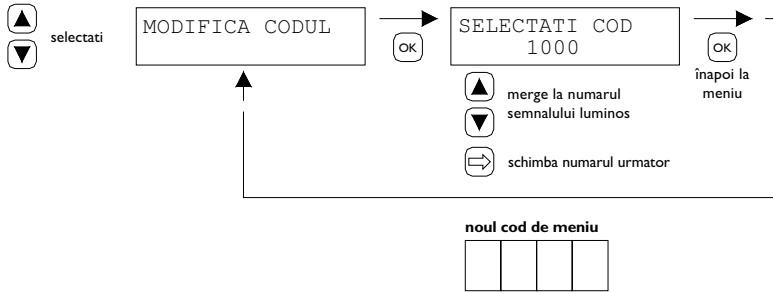 selectati
MODIFICA CODUL
OK
SELECTATI COD
1000
OK
înapoi la
meniu
merge la numarul
semnalului luminos
schimba numarul urmator
noul cod de meniu